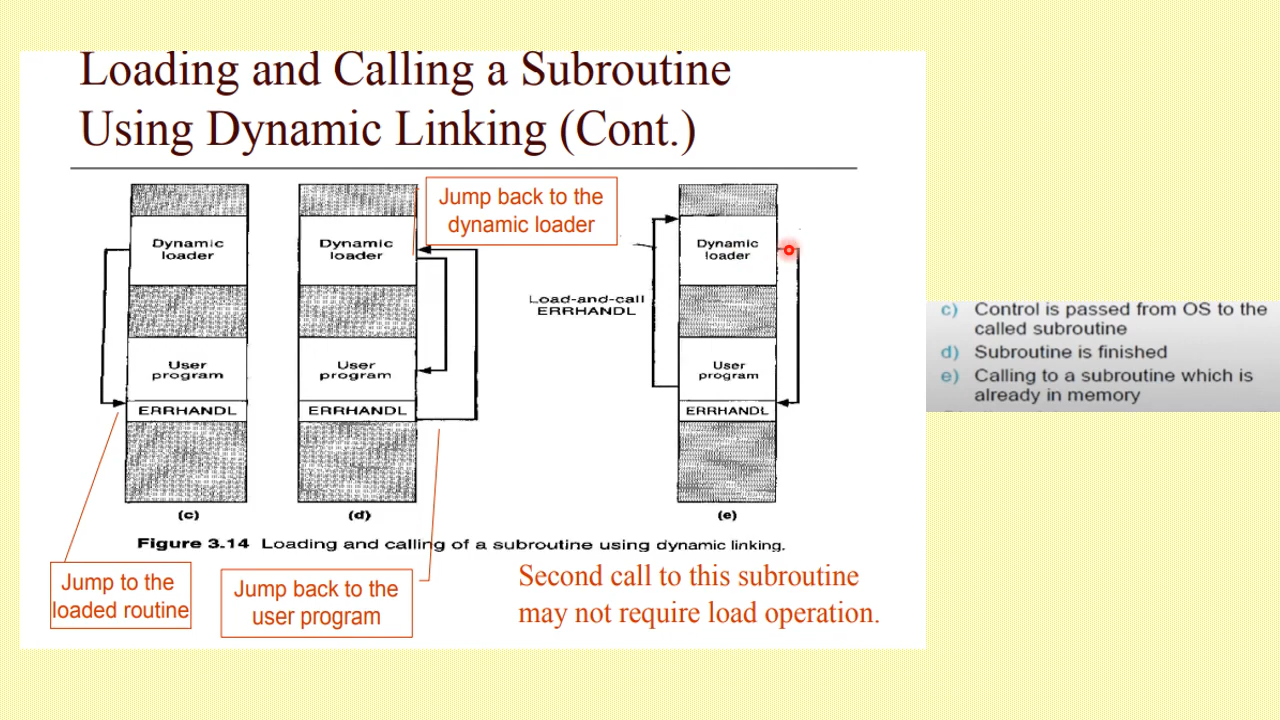 Loading and Calling a Subroutine
Using Dynamic Linking (Cont.)
Jump back to the
dynamic loader
Dynamic
loader
Dynamic
loader
Dynamic
loader
Load-and-call
ERRHANDL
User
program
User
program
User
program
ERRHANDL
ERRHANDL
ERRHANDL
(c)
(d)
(e)
Figure 3.14 Loading and calling of a subroutine using dynamic linking.
Jump to the
loaded routine
Jump back to the
user program
Second call to this subroutine
may not require load operation.
c) Control is passed from OS to the
called subroutine
d) Subroutine is finished
e) Calling to a subroutine which is
already in memory